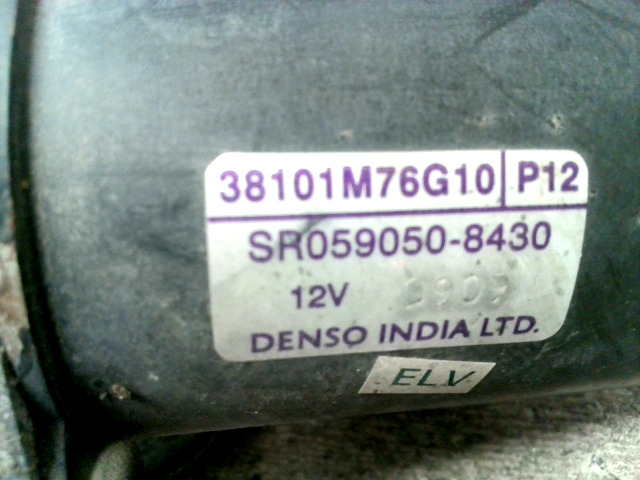 38101M76G10 P12
SR059050-8430
12V
DENSO INDIA LTD.
ELV